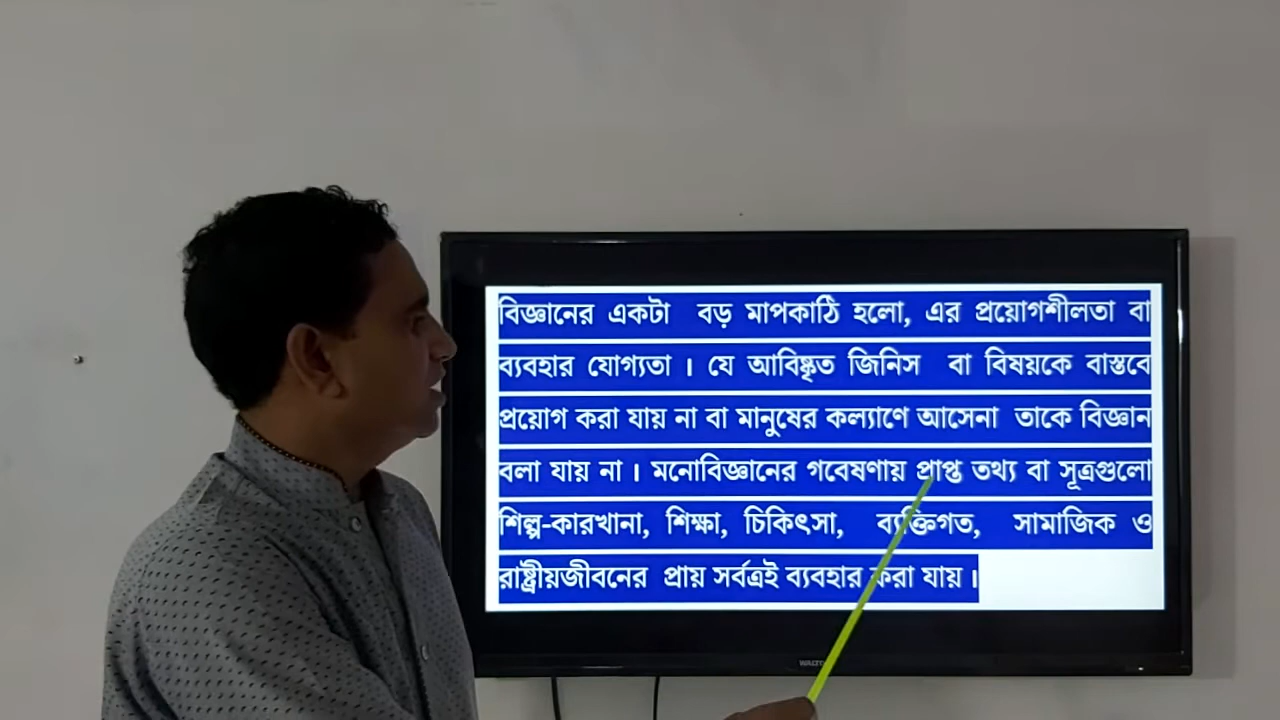 বিজ্ঞানের একটা বড় মাপকাঠি হলো, এর প্রয়োগশীলতা বা
ব্যবহার যোগ্যতা । যে আবিষ্কৃত জিনিস বা বিষয়কে বাস্তবে
প্রয়োগ করা যায় না বা মানুষের কল্যাণে আসেনা তাকে বিজ্ঞান
বলা যায় না । মনোবিজ্ঞানের গবেষণায় প্রাপ্ত তথ্য বা সূত্রগুলো
শিল্প-কারখানা, শিক্ষা, চিকিৎসা, ব্যক্তিগত, সামাজিক ও
রাষ্ট্রীয়জীবনের প্রায় সর্বত্রই ব্যবহার করা যায় ।